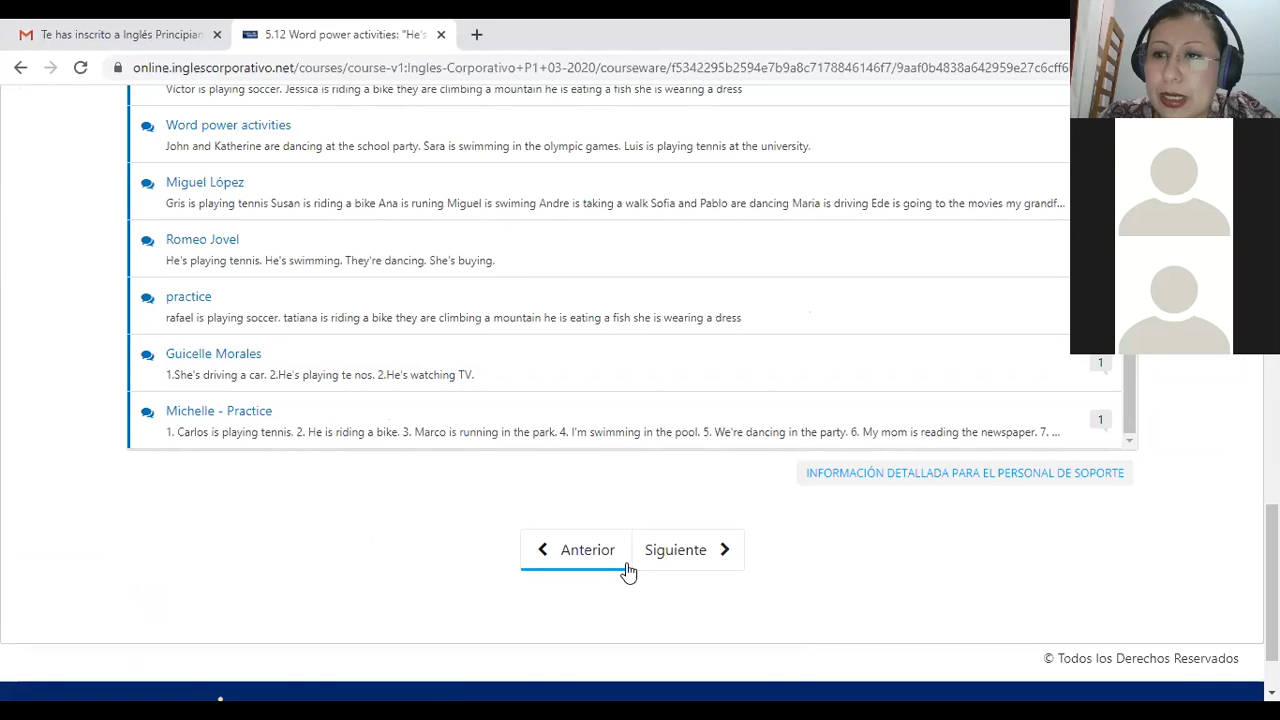 Te has inscrito a Inglés Principian
5.12 Word power activities: "He's
online.inglescorporativo.net/courses/course-v1:Ingles-Corporativo+P1+03-2020/courseware/f5342295b2594e7b9a8c7178846146f7/9aaf0b4838a642959e27c6cff6
Victor is playing soccer. Jessica is riding a bike they are climbing a mountain he is eating a fish she is wearing a dress
Word power activities
John and Katherine are dancing at the school party. Sara is swimming in the olympic games. Luis is playing tennis at the university.
Miguel López
Gris is playing tennis Susan is riding a bike Ana is runing Miguel is swiming Andre is taking a walk Sofia and Pablo are dancing Maria is driving Ede is going to the movies my grandf...
Romeo Jovel
He's playing tennis. He's swimming. They're dancing. She's buying.
practice
rafael is playing soccer. tatiana is riding a bike they are climbing a mountain he is eating a fish she is wearing a dress
Guicelle Morales
1
1.She's driving a car. 2.He's playing te nos. 2.He's watching TV.
Michelle - Practice
1
1. Carlos is playing tennis. 2. He is riding a bike. 3. Marco is running in the park. 4. I'm swimming in the pool. 5. We're dancing in the party. 6. My mom is reading the newspaper. 7. ...
INFORMACIÓN DETALLADA PARA EL PERSONAL DE SOPORTE
Anterior
Siguiente
© Todos los Derechos Reservados